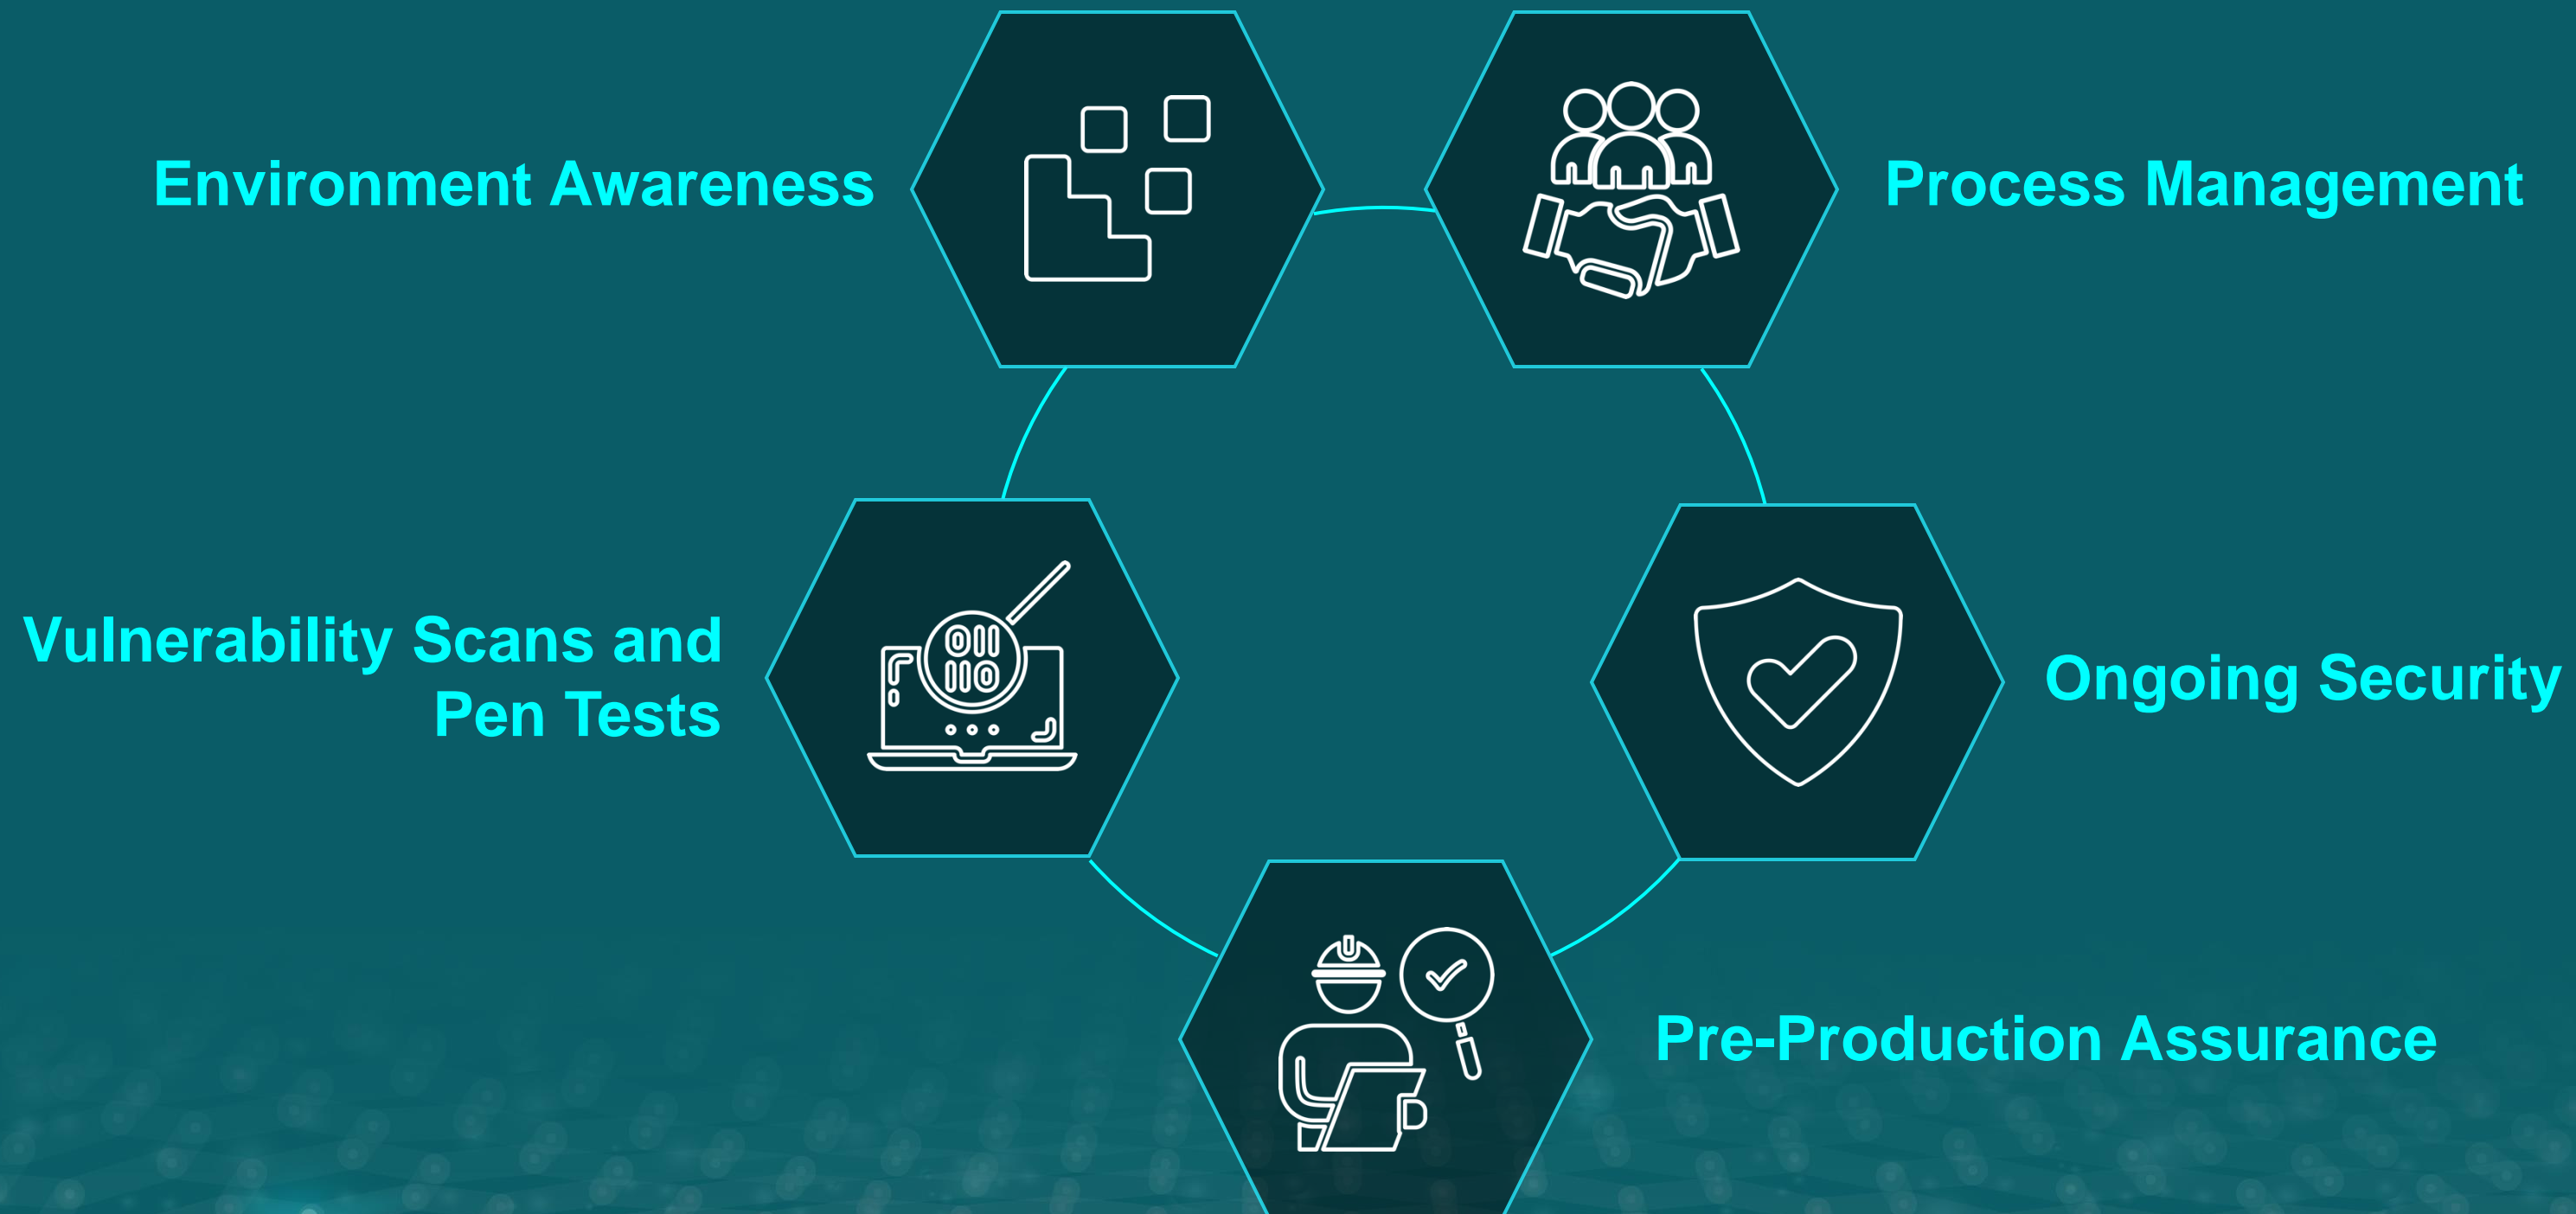 Environment Awareness
Process Management
Vulnerability Scans and
Pen Tests
Ongoing Security
Pre-Production Assurance